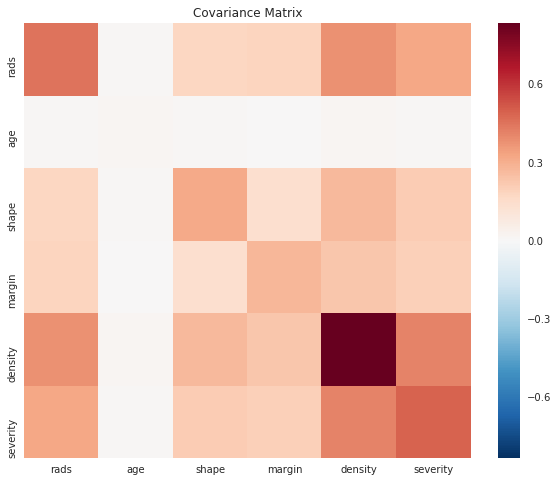 Covariance Matrix
rads
age
shape
margin
density
severity
rads
age
shape
margin
density
severity
0.6
0.3
0.0
−0.3
−0.6